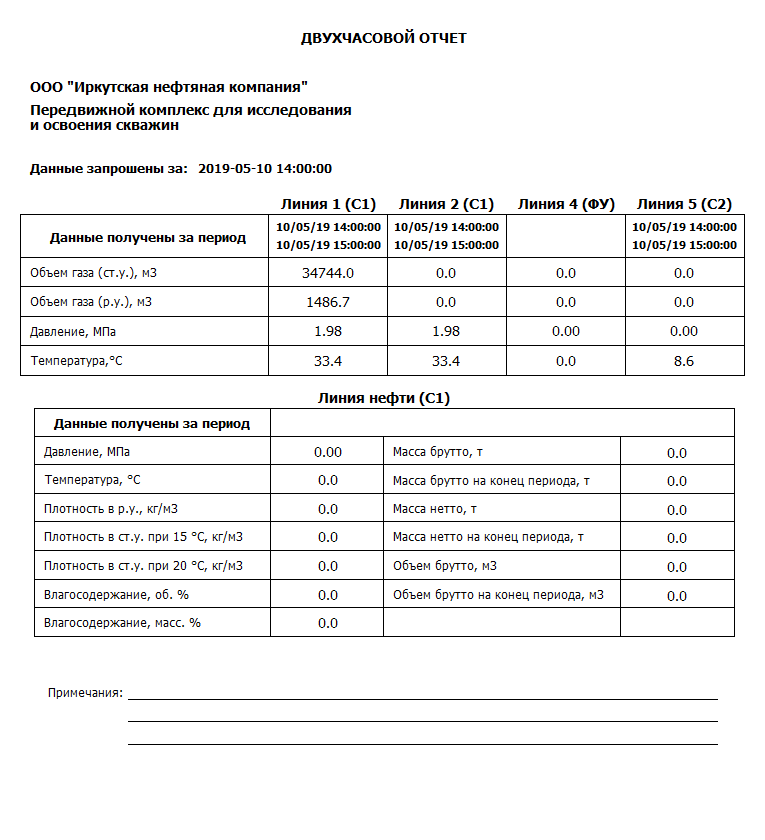 ДВУХЧАСОВОЙ ОТЧЕТ
ООО "Иркутская нефтяная компания"
Передвижной комплекс для исследования
и освоения скважин
Данные запрошены за: 2019-05-10 14:00:00
Линия 1 (С1) Линия 2 (С1) Линия 4 (ФУ) Линия 5 (С2)
Данные получены за период 10/05/19 14:00:00 10/05/19 14:00:00 10/05/19 14:00:00
10/05/19 15:00:00 10/05/19 15:00:00 10/05/19 15:00:00
Объем газа (ст.у.), м3 34744.0 0.0 0.0 0.0
Объем газа (р.у.), м3 1486.7 0.0 0.0 0.0
Давление, МПа 1.98 1.98 0.00 0.00
Температура,°С 33.4 33.4 0.0 8.6
Линия нефти (С1)
Данные получены за период
Давление, МПа 0.00 Масса брутто, т 0.0
Температура, °С 0.0 Масса брутто на конец периода, т 0.0
Плотность в р.у., кг/м3 0.0 Масса нетто, т 0.0
Плотность в ст.у. при 15 °С, кг/м3 0.0 Масса нетто на конец периода, т 0.0
Плотность в ст.у. при 20 °С, кг/м3 0.0 Объем брутто, м3 0.0
Влагосодержание, об. % 0.0 Объем брутто на конец периода, м3 0.0
Влагосодержание, масс. % 0.0
Примечания: